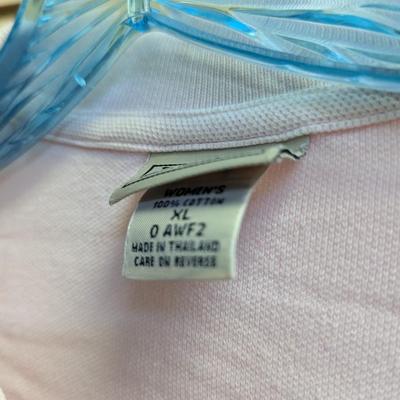 WOMEN'S
100% COTTON
XL
0 AWF2
MADE IN THAILAND
CARE ON REVERSE